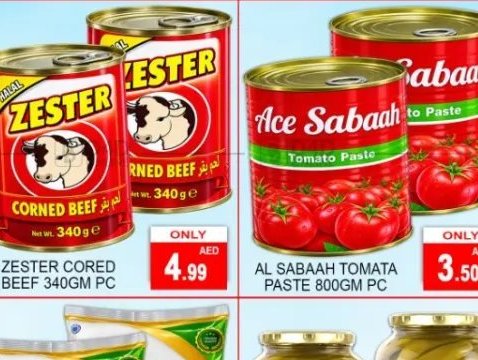 HALAL
ZESTER
CORNED BEEF لحم بقر
Net Wt. 340g e
ZESTER
CORNED BEEF لحم بقر
Net Wt. 340g e
ZESTER CORED
BEEF 340GM PC
ONLY
AED
4.99
Ace Sabaah
Tomato Paste
Sabaah
to Paste
AL SABAAH TOMATA
PASTE 800GM PC
ONLY
3.50